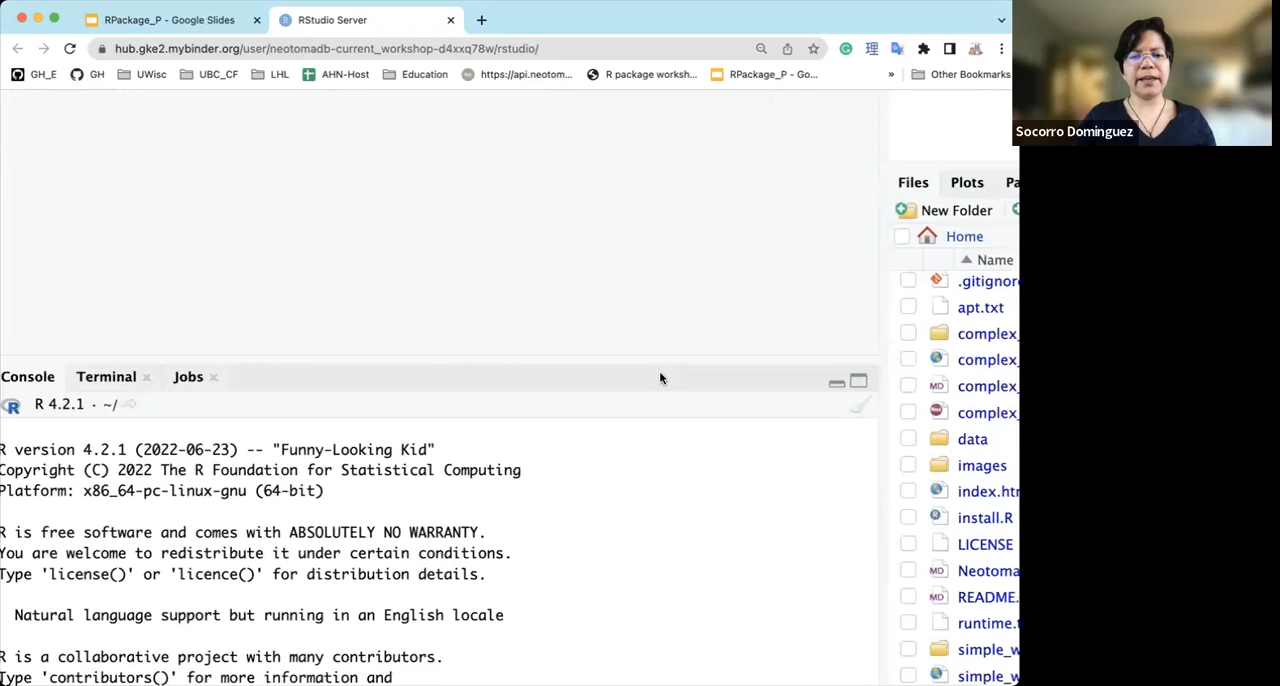 RPackage_P - Google Slides
RStudio Server
hub.gke2.mybinder.org/user/neotomadb-current_workshop-d4xxq78w/rstudio/
GH_E
GH
UWisc
UBC_CF
LHL
AHN-Host
Education
https://api.neotom...
R package worksh...
RPackage_P - Go...
»
Other Bookmarks
Socorro Dominguez
Files Plots Pa
New Folder
Home
Name
.gitignore
apt.txt
complex_
complex_
complex_
complex_
data
images
index.htm
install.R
LICENSE
Neotoma
README.
runtime.t
simple_w
simple_w
Console Terminal Jobs
R 4.2.1 · ~/
R version 4.2.1 (2022-06-23) -- "Funny-Looking Kid"
Copyright (C) 2022 The R Foundation for Statistical Computing
Platform: x86_64-pc-linux-gnu (64-bit)
R is free software and comes with ABSOLUTELY NO WARRANTY.
You are welcome to redistribute it under certain conditions.
Type 'license()' or 'licence()' for distribution details.
Natural language support but running in an English locale
R is a collaborative project with many contributors.
Type 'contributors()' for more information and